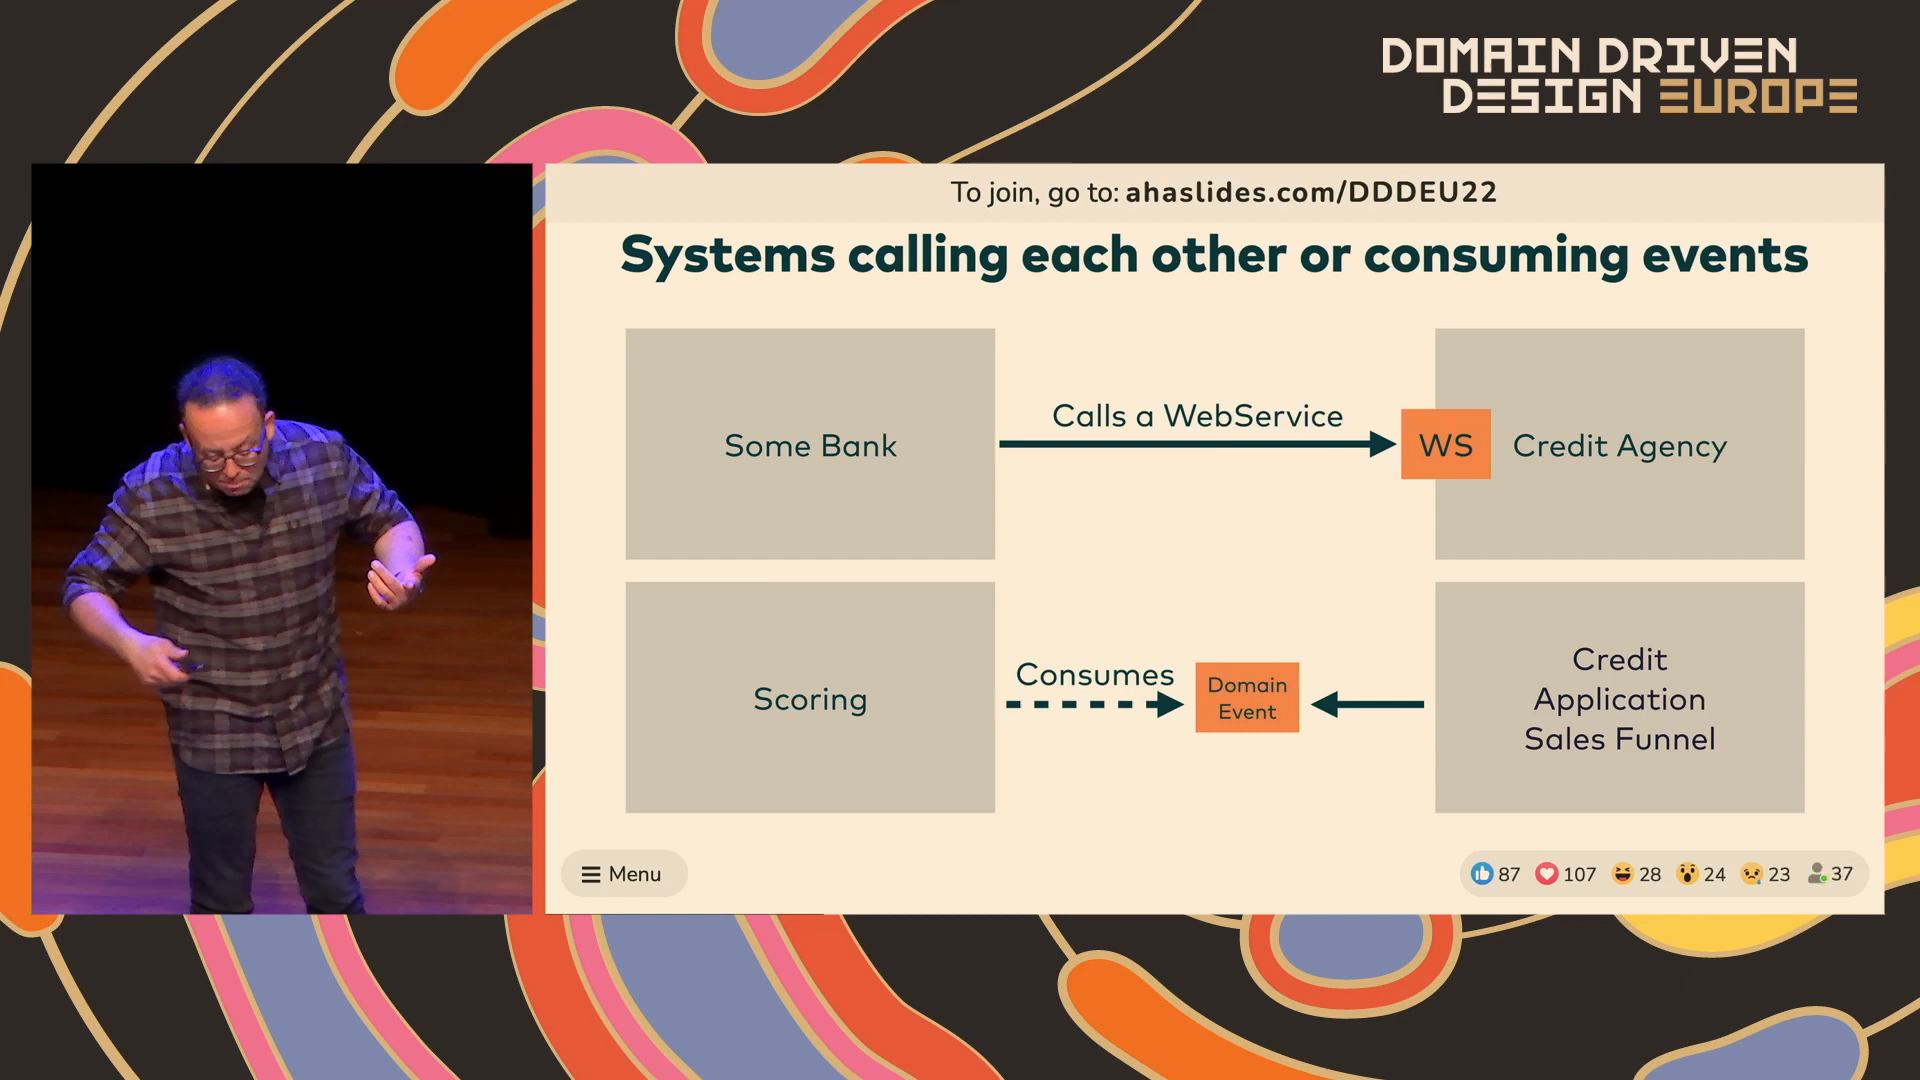 DOMAIN DRIVEN
DESIGN EUROPE
To join, go to: ahaslides.com/DDDEU22
Systems calling each other or consuming events
Some Bank
Calls a WebService
WS
Credit Agency
Scoring
Consumes
Domain
Event
Credit
Application
Sales Funnel
Menu
87 107 28 24 23 37